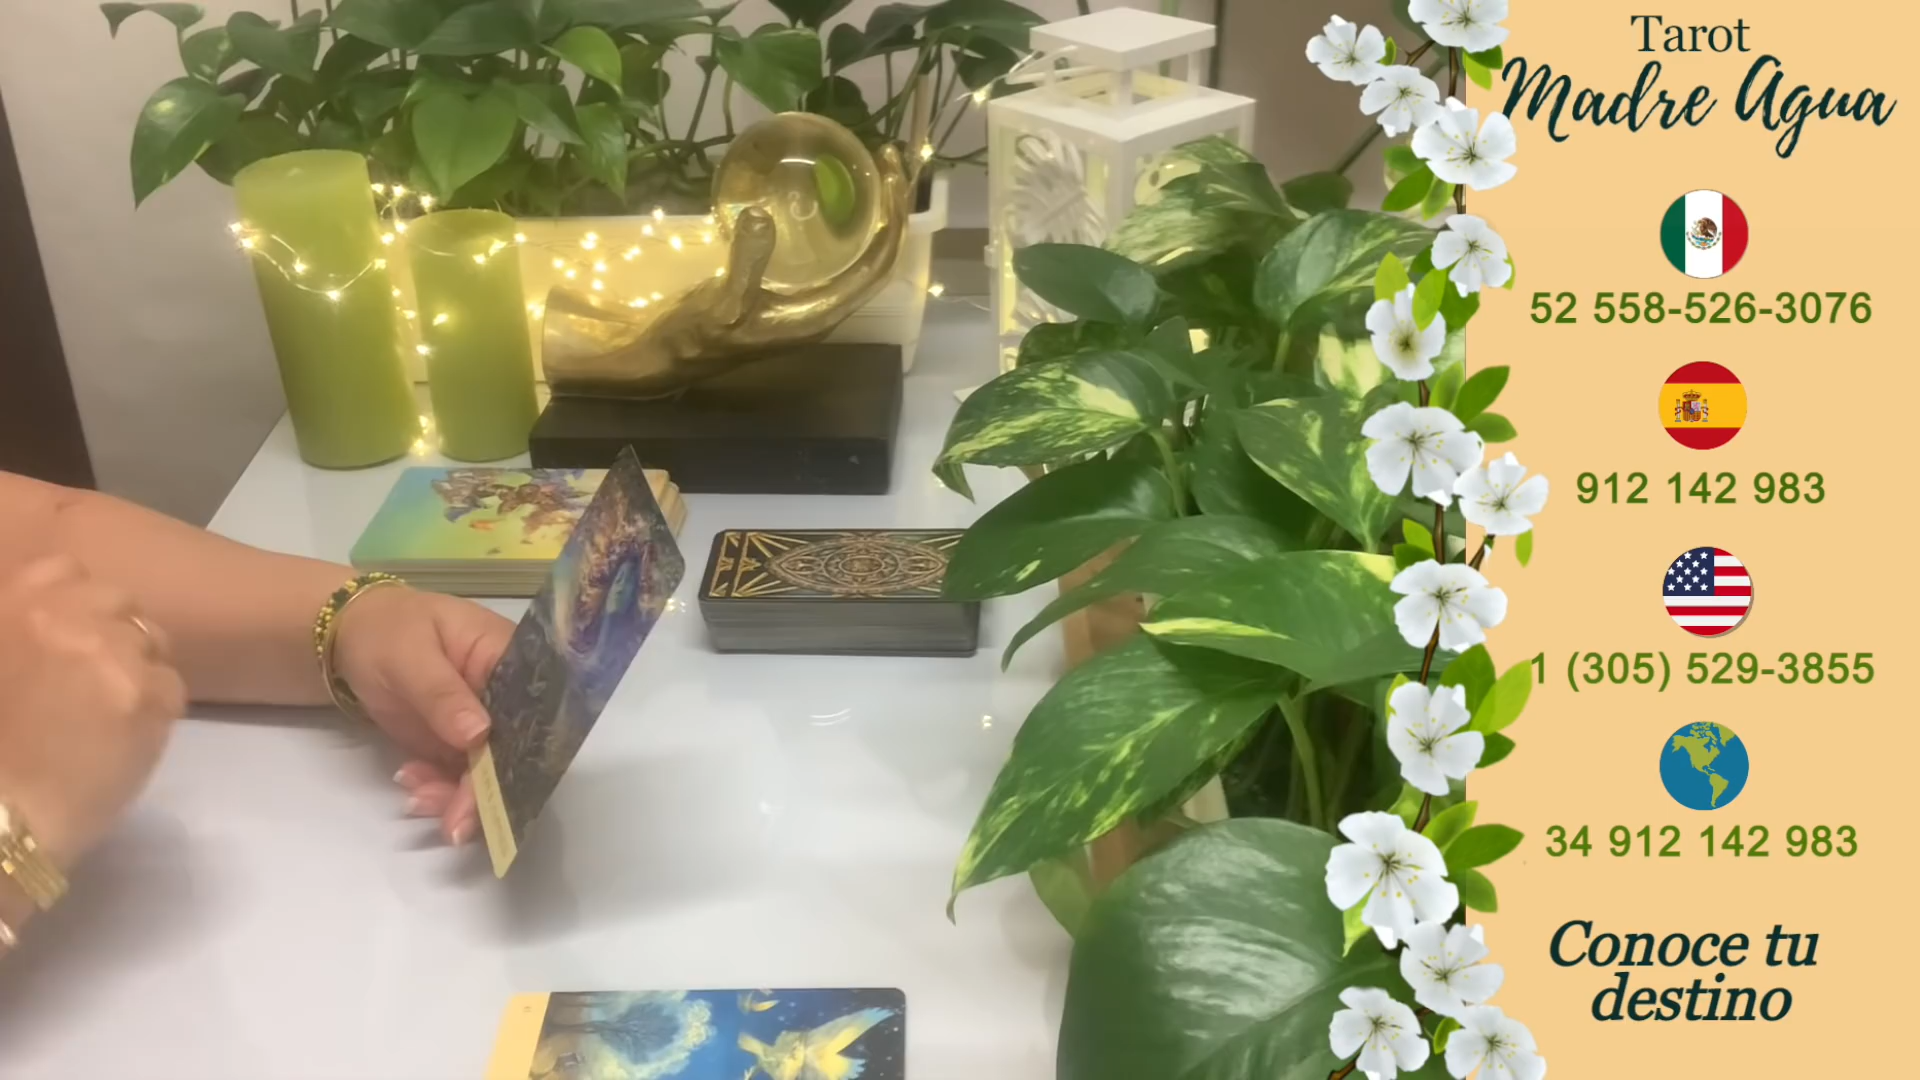 Tarot
Madre Agua
52 558-526-3076
912 142 983
1 (305) 529-3855
34 912 142 983
Conoce tu
destino